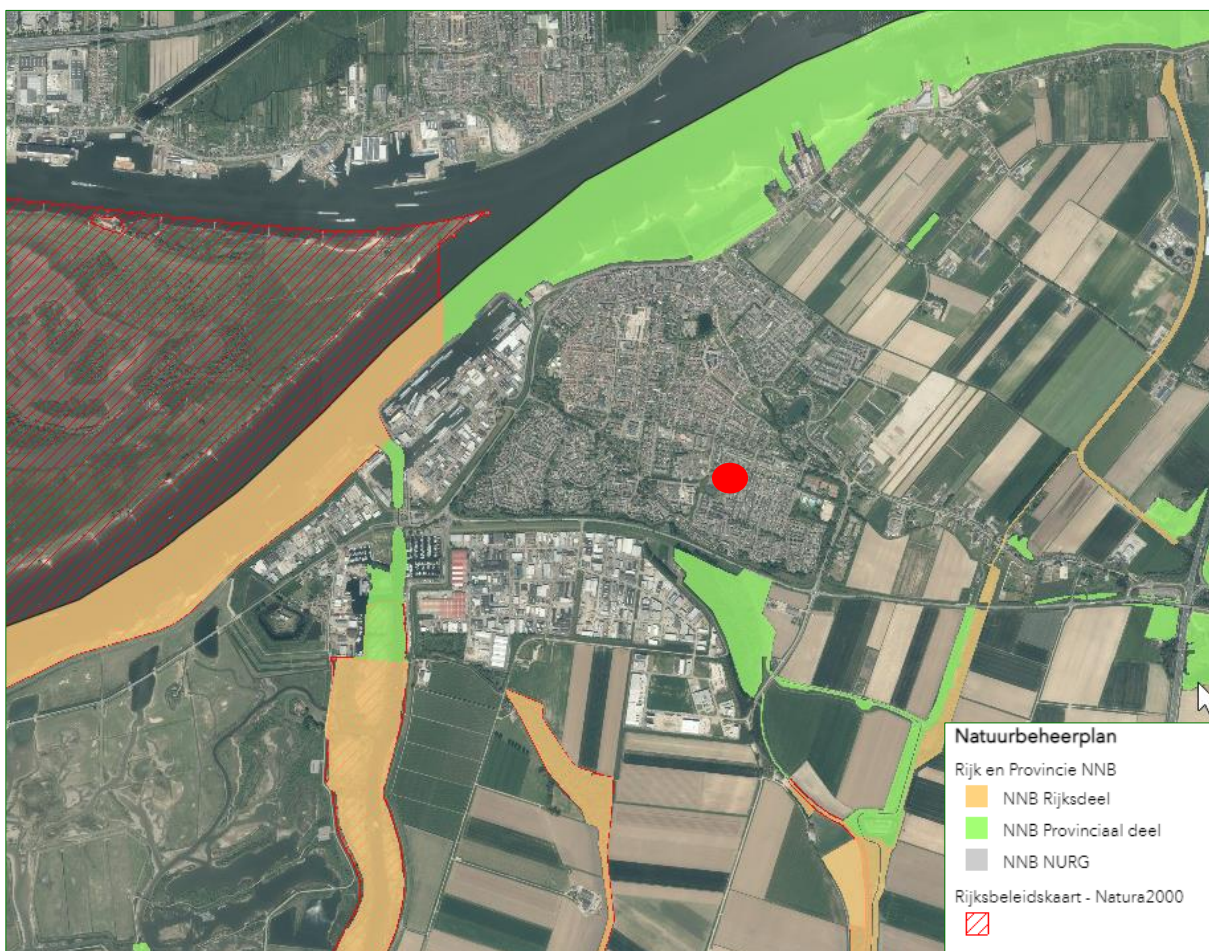 Natuurbeheerplan
Rijk en Provincie NNB
NNB Rijksdeel
NNB Provinciaal deel
NNB NURG
Rijksbeleidskaart - Natura2000